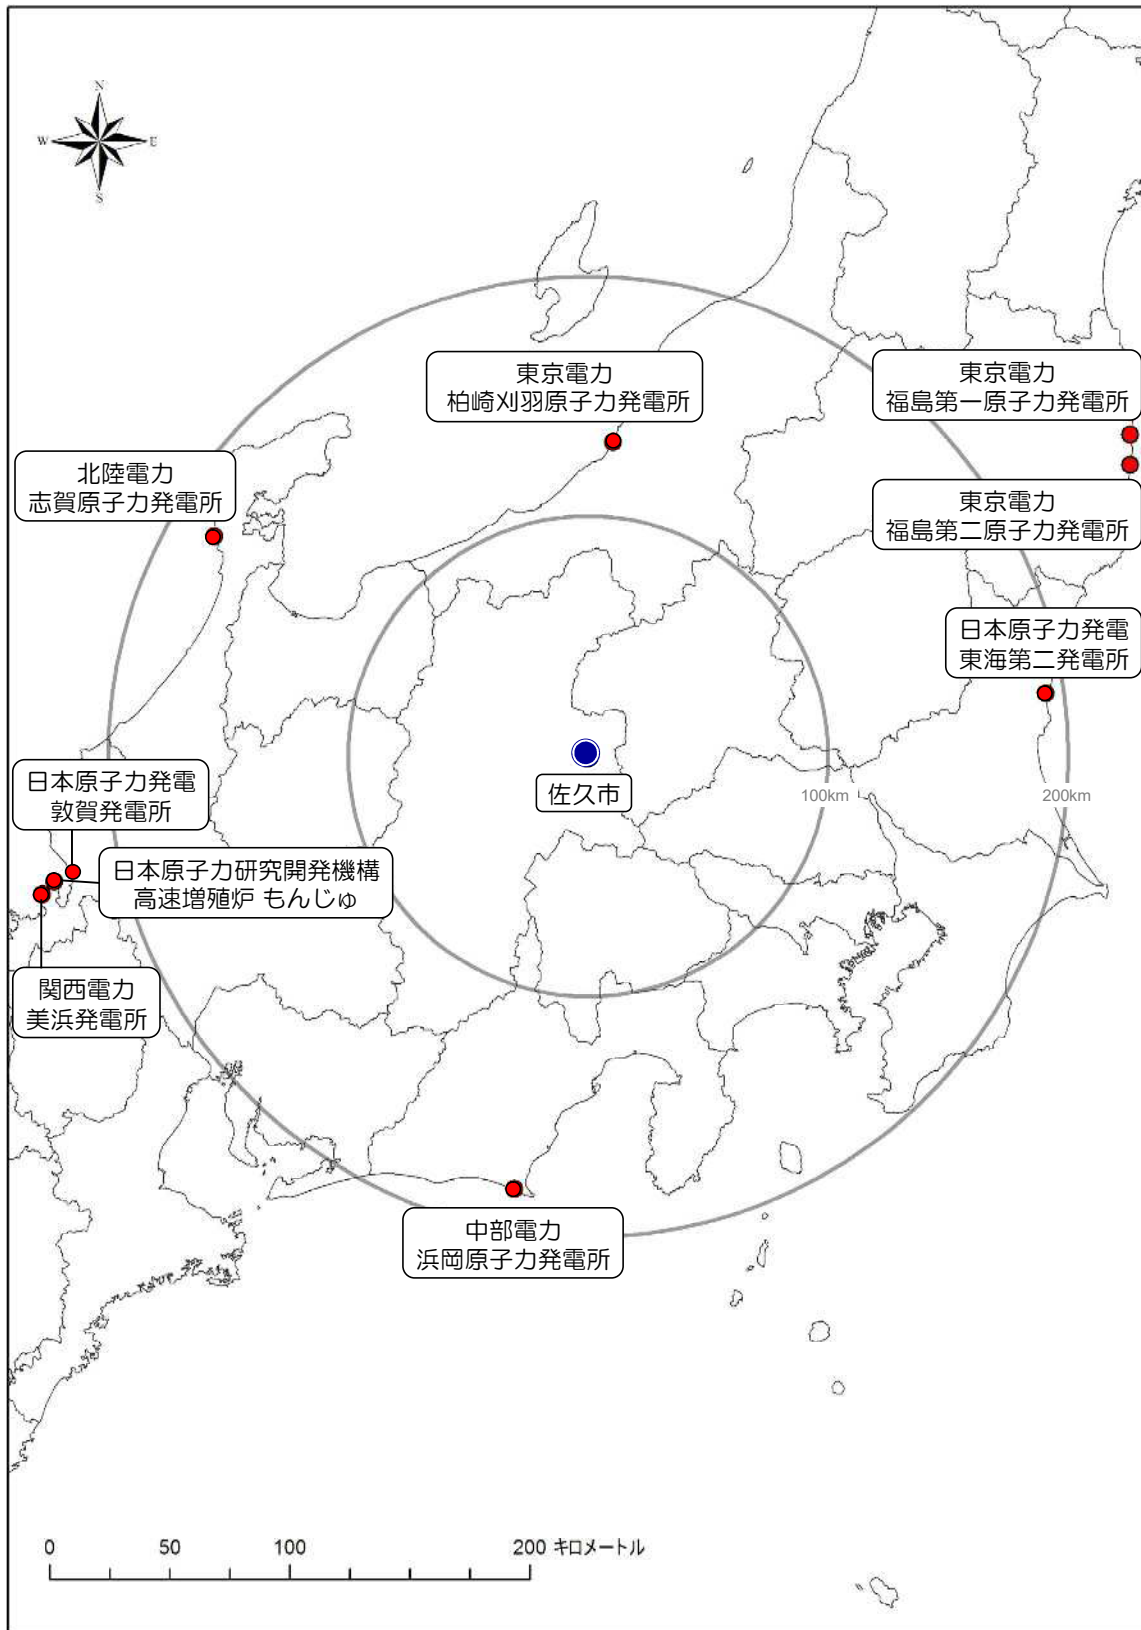 N
W
E
S
東京電力
柏崎刈羽原子力発電所
東京電力
福島第一原子力発電所
北陸電力
志賀原子力発電所
東京電力
福島第二原子力発電所
日本原子力発電
東海第二発電所
日本原子力発電
敦賀発電所
佐久市
100km
200km
日本原子力研究開発機構
高速増殖炉 もんじゅ
関西電力
美浜発電所
中部電力
浜岡原子力発電所
0 50 100 200 キロメートル